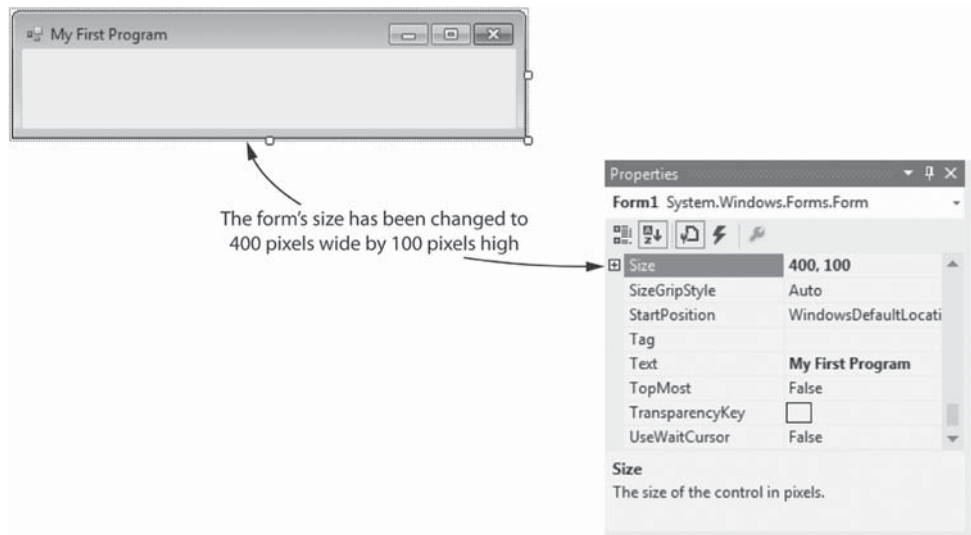 My First Program
The form's size has been changed to
400 pixels wide by 100 pixels high
Properties
Form1 System.Windows.Forms.Form
Size 400, 100
SizeGripStyle Auto
StartPosition WindowsDefaultLocati
Tag
Text My First Program
TopMost False
TransparencyKey
UseWaitCursor False
Size
The size of the control in pixels.